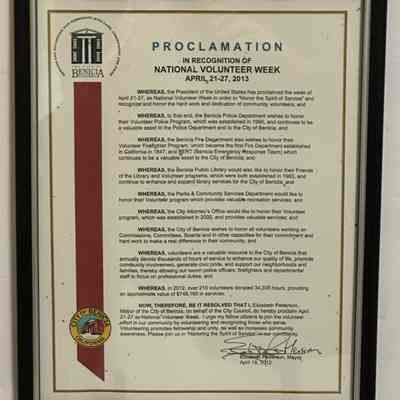 THE CITY OF
BENICIA
CALIFORNIA
PROCLAMATION
IN RECOGNITION OF
NATIONAL VOLUNTEER WEEK
APRIL 21-27, 2013
WHEREAS, the President of the United States has proclaimed the week of
April 21-27, as National Volunteer Week in order to "Honor the Spirit of Service" and
recognize and honor the hard work and dedication of community volunteers; and
WHEREAS, to that end, the Benicia Police Department wishes to honor
their Volunteer Police Program, which was established in 1996, and continues to be
a valuable asset to the Police Department and to the City of Benicia; and
WHEREAS, the Benicia Fire Department also wishes to honor their
Volunteer Firefighter Program, which became the first Fire Department established
in California in 1847, and BERT (Benicia Emergency Response Team) which
continues to be a valuable asset to the City of Benicia; and
WHEREAS, the Benicia Public Library would also like to honor their Friends
of the Library and Volunteer programs, which were both established in 1993, and
continue to enhance and expand library services for the City of Benicia; and
WHEREAS, the Parks & Community Services Department would like to
honor their Volunteer program which provides valuable recreation services; and
WHEREAS, the City Attorney's Office would like to honor their Volunteer
program, which was established in 2000, and provides valuable services; and
WHEREAS, the City of Benicia wishes to honor all volunteers working on
Commissions, Committees, Boards and in other capacities for their commitment and
hard work to make a real difference in their community; and
WHEREAS, volunteers are a valuable resource to the City of Benicia that
annually devote thousands of hours of service to enhance our quality of life, promote
community involvement, generate civic pride, and support our neighborhoods and
families, thereby allowing our sworn police officers, firefighters and departmental
staff to focus on professional duties; and
WHEREAS, in 2012, over 210 volunteers donated 34,335 hours, providing
an approximate value of $748,160 in services.
NOW, THEREFORE, BE IT RESOLVED THAT I, Elizabeth Patterson,
Mayor of the City of Benicia, on behalf of the City Council, do hereby proclaim April
21-27 as National Volunteer Week. I urge my fellow citizens to join the volunteer
effort in our community by volunteering and recognizing those who serve.
Volunteering promotes fellowship and unity, as well as increases community
awareness. Please join us in "Honoring the Spirit of Service" in our community.
Elizabeth Patterson, Mayor
April 16, 2013